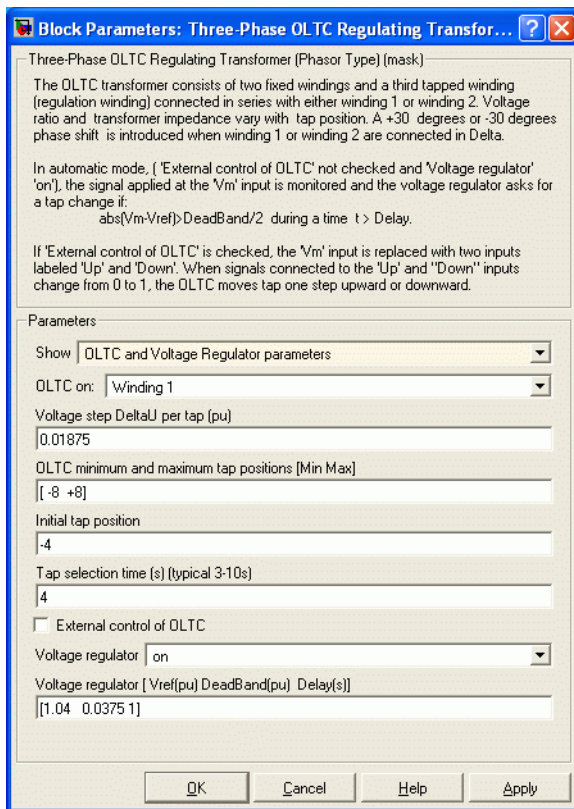 Block Parameters: Three-Phase OLTC Regulating Transfor...
Three-Phase OLTC Regulating Transformer (Phasor Type) (mask)
The OLTC transformer consists of two fixed windings and a third tapped winding
(regulation winding) connected in series with either winding 1 or winding 2. Voltage
ratio and transformer impedance vary with tap position. A +30 degrees or -30 degrees
phase shift is introduced when winding 1 or winding 2 are connected in Delta.
In automatic mode, ( 'External control of OLTC' not checked and 'Voltage regulator'
'on'), the signal applied at the 'Vm' input is monitored and the voltage regulator asks for
a tap change if:
abs(Vm-Vref)>DeadBand/2 during a time t > Delay.
If 'External control of OLTC' is checked, the 'Vm' input is replaced with two inputs
labeled 'Up' and 'Down'. When signals connected to the 'Up' and "Down" inputs
change from 0 to 1, the OLTC moves tap one step upward or downward.
Parameters
Show OLTC and Voltage Regulator parameters
OLTC on: Winding 1
Voltage step DeltaU per tap (pu)
0.01875
OLTC minimum and maximum tap positions [Min Max]
[ -8 +8]
Initial tap position
-4
Tap selection time (s) (typical 3-10s)
4
External control of OLTC
Voltage regulator on
Voltage regulator [ Vref(pu) DeadBand(pu) Delay(s)]
[1.04 0.0375 1]
OK Cancel Help Apply